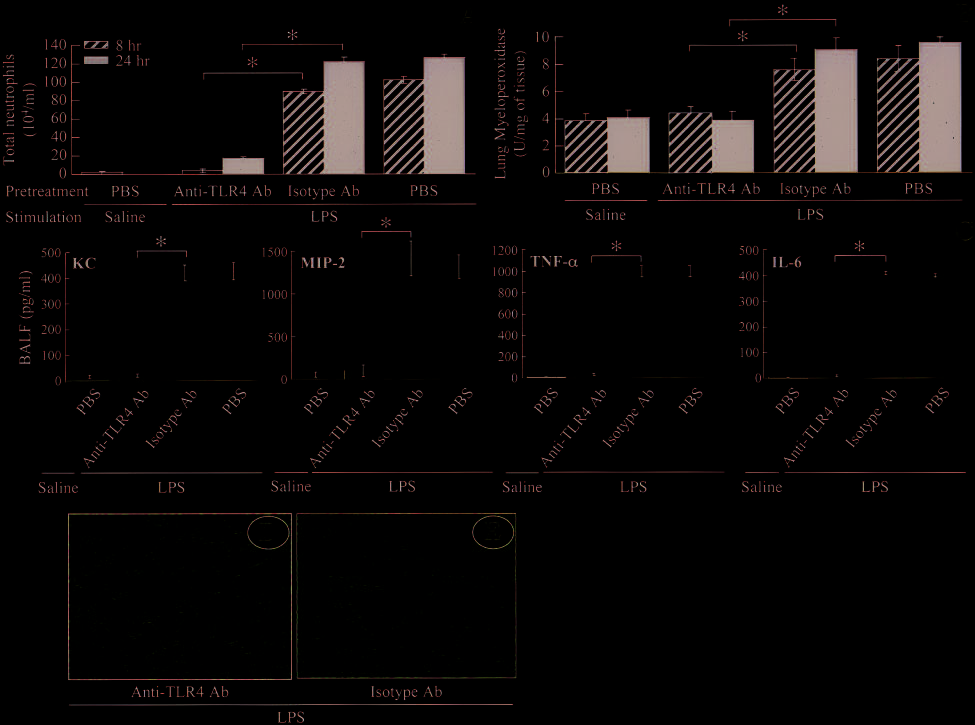 * *
140 8 hr 10
120 24 hr 8
100 6
80 4
60 2
40 0
20
0
Total neutrophils
(10⁴/ml)
Lung Myeloperoxidase
(U/mg of tissue)
Pretreatment PBS Anti-TLR4 Ab Isotype Ab PBS
Stimulation Saline LPS
* *
PBS Anti-TLR4 Ab Isotype Ab PBS
Saline LPS
BALF (pg/ml)
KC *
500
400
300
200
100
0
PBS Anti-TLR4 Ab Isotype Ab PBS
Saline LPS
MIP-2 *
1500
1000
500
0
PBS Anti-TLR4 Ab Isotype Ab PBS
Saline LPS
TNF-α *
1200
1000
800
600
400
200
0
PBS Anti-TLR4 Ab Isotype Ab PBS
Saline LPS
IL-6 *
500
400
300
200
100
0
PBS Anti-TLR4 Ab Isotype Ab PBS
Saline LPS
Anti-TLR4 Ab Isotype Ab
LPS